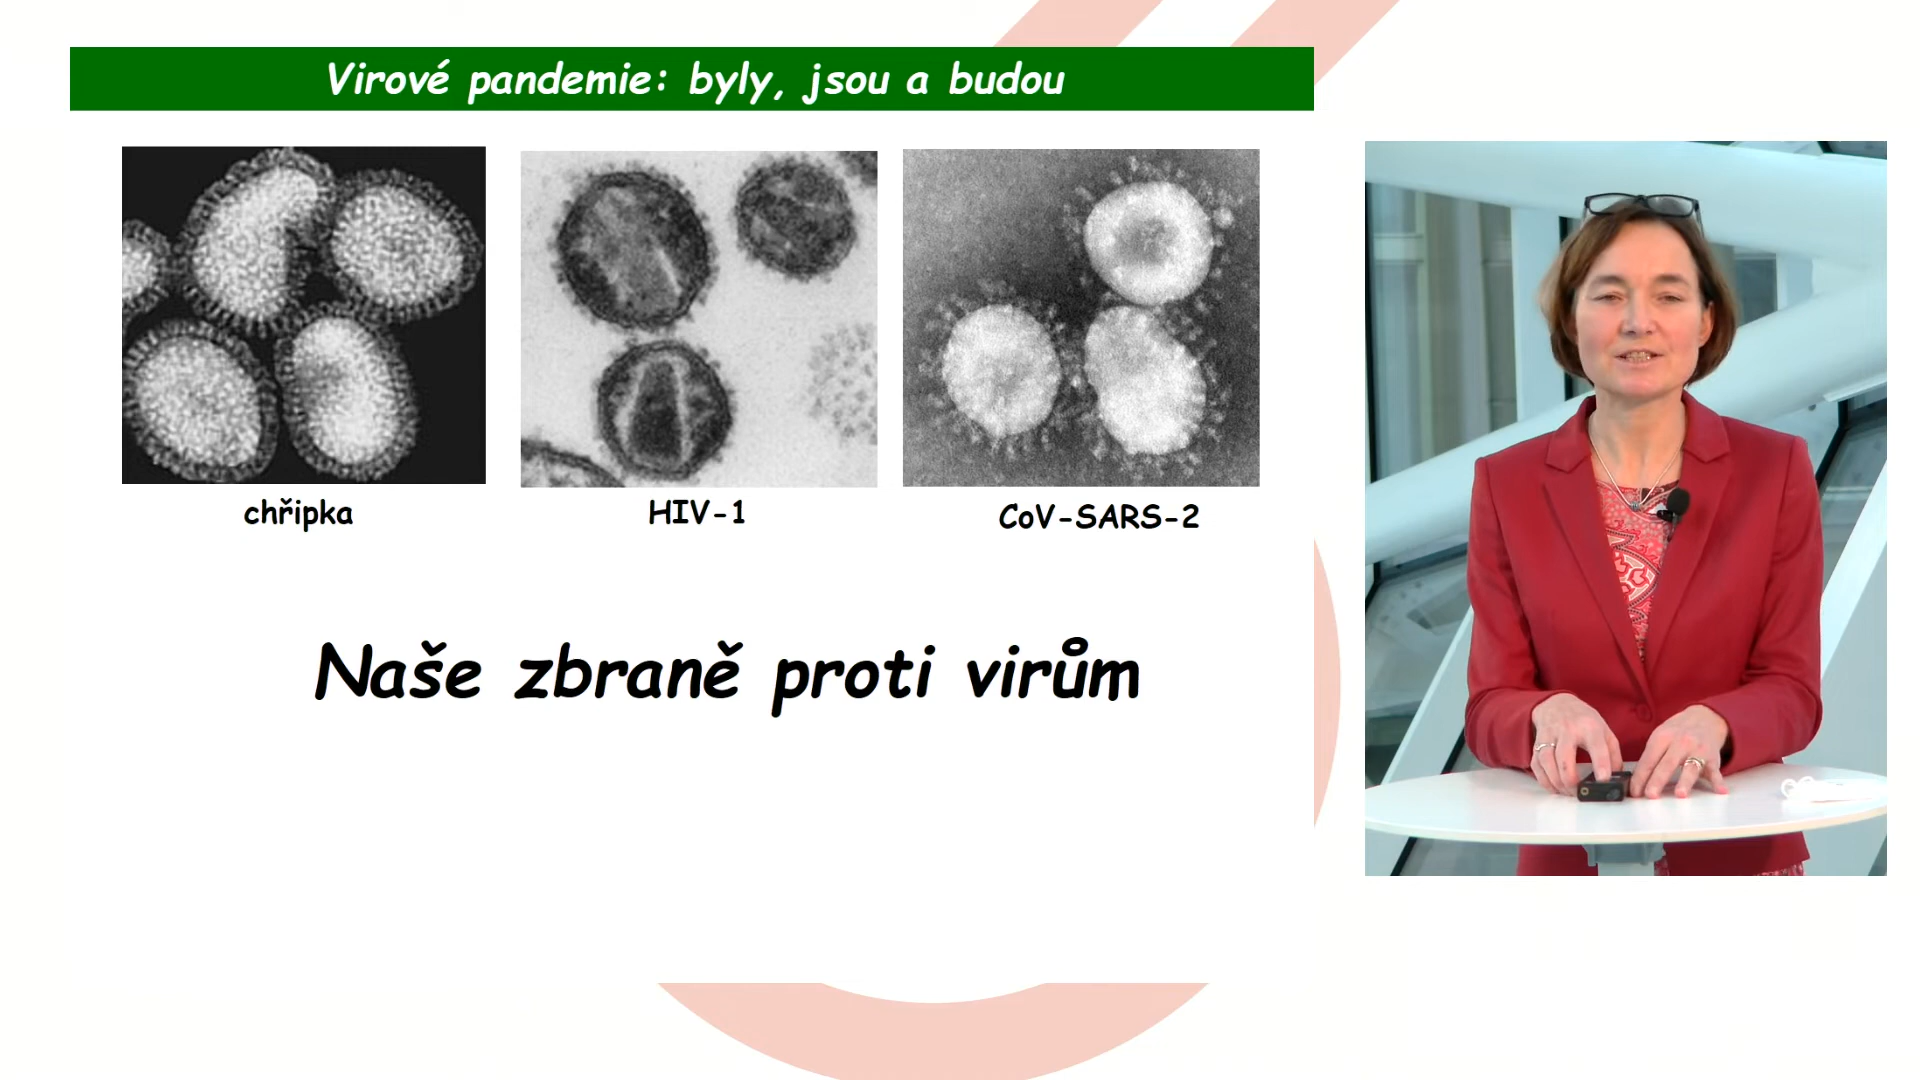 Virové pandemie: byly, jsou a budou
chřipka
HIV-1
CoV-SARS-2
Naše zbraně proti virům